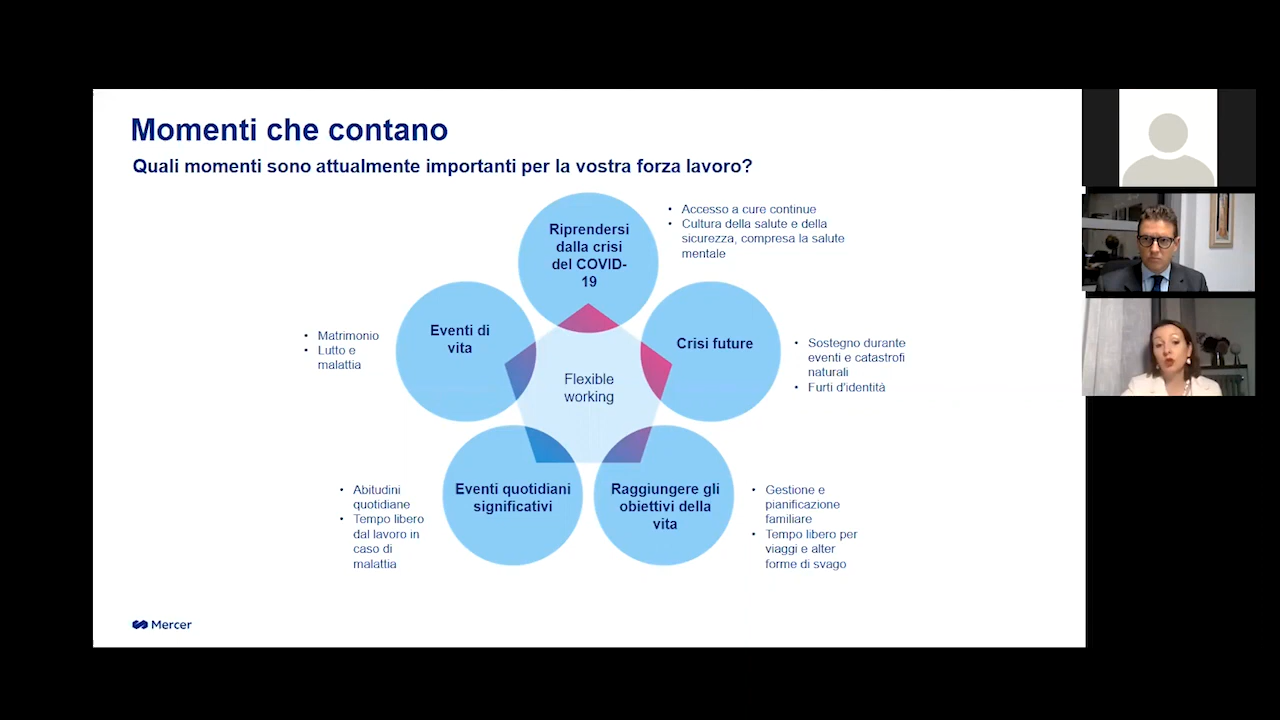 Momenti che contano
Quali momenti sono attualmente importanti per la vostra forza lavoro?
Riprendersi
dalla crisi
del COVID-
19
• Accesso a cure continue
• Cultura della salute e della
sicurezza, compresa la salute
mentale
Eventi di
vita
• Matrimonio
• Lutto e
malattia
Crisi future
• Sostegno durante
eventi e catastrofi
naturali
• Furti d'identità
Flexible
working
Eventi quotidiani
significativi
• Abitudini
quotidiane
• Tempo libero
dal lavoro in
caso di
malattia
Raggiungere gli
obiettivi della
vita
• Gestione e
pianificazione
familiare
• Tempo libero per
viaggi e alter
forme di svago
Mercer